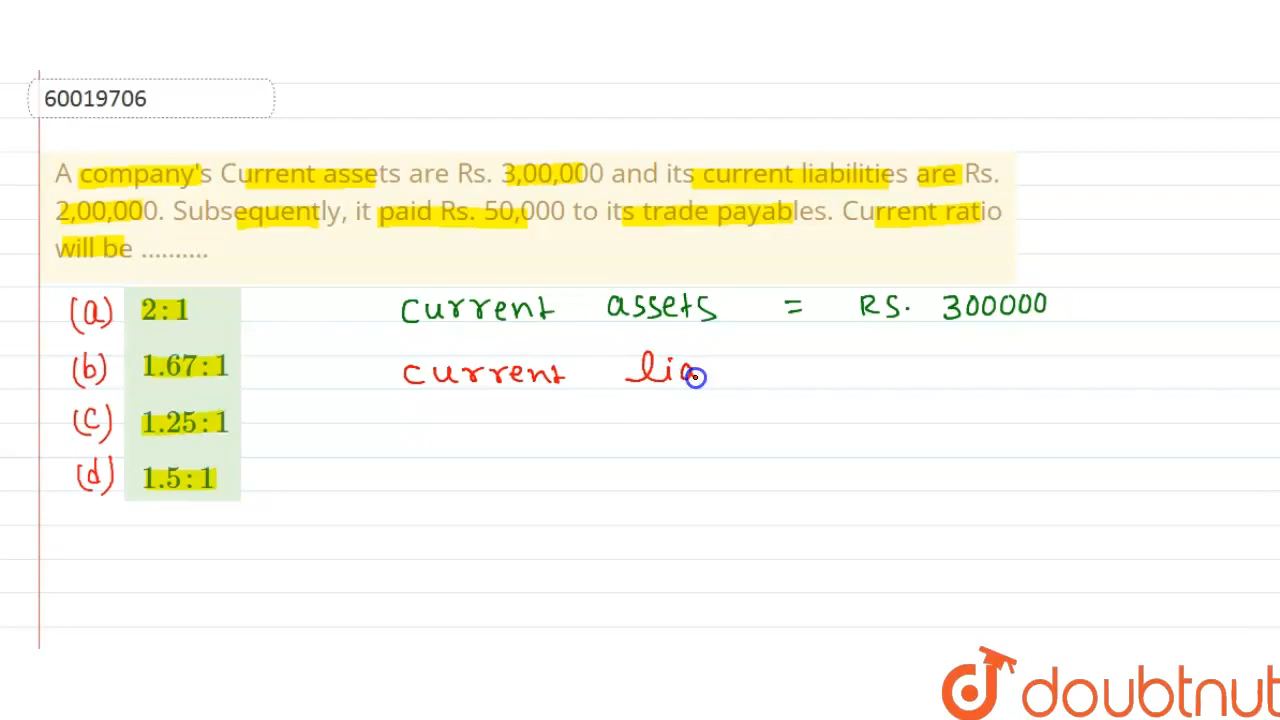 60019706
A company's Current assets are Rs. 3,00,000 and its current liabilities are Rs.
2,00,000. Subsequently, it paid Rs. 50,000 to its trade payables. Current ratio
will be ..........
(a) 2:1 Current assets = RS. 300000
(b) 1.67:1 Current lia
(C) 1.25:1
(d) 1.5:1
doubtnut